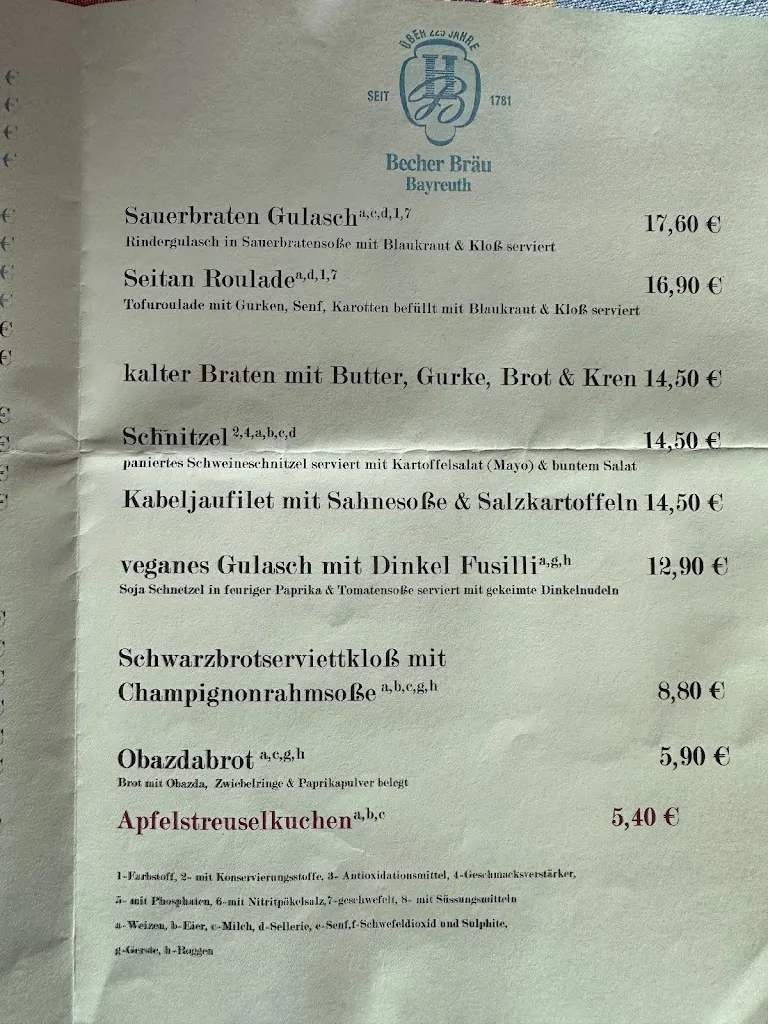 ÜBER 225 JAHRE
SEIT 1781
HB
Becher Bräu
Bayreuth
Sauerbraten Gulasch a,c,d,1,7 17,60 €
Rindergulasch in Sauerbratensoße mit Blaukraut & Kloß serviert
Seitan Roulade a,d,1,7 16,90 €
Tofuroulade mit Gurken, Senf, Karotten befüllt mit Blaukraut & Kloß serviert
kalter Braten mit Butter, Gurke, Brot & Kren 14,50 €
Schnitzel 2,4,a,b,c,d 14,50 €
paniertes Schweineschnitzel serviert mit Kartoffelsalat (Mayo) & buntem Salat
Kabeljaufilet mit Sahnesoße & Salzkartoffeln 14,50 €
veganes Gulasch mit Dinkel Fusilli a,g,h 12,90 €
Soja Schnetzel in feuriger Paprika & Tomatensoße serviert mit gekeimte Dinkelnudeln
Schwarzbrotserviettkloß mit
Champignonrahmsoße a,b,c,g,h 8,80 €
Obazdabrot a,c,g,h 5,90 €
Brot mit Obazda, Zwiebelringe & Paprikapulver belegt
Apfelstreuselkuchen a,b,c 5,40 €
1-Farbstoff, 2- mit Konservierungsstoffe, 3- Antioxidationsmittel, 4-Geschmacksverstärker,
5- mit Phosphaten, 6-mit Nitritpökelsalz,7-geschwefelt, 8- mit Süssungsmitteln
a-Weizen, b-Eier, c-Milch, d-Sellerie, e-Senf,f-Schwefeldioxid und Sulphite,
g-Gerste, h-Roggen